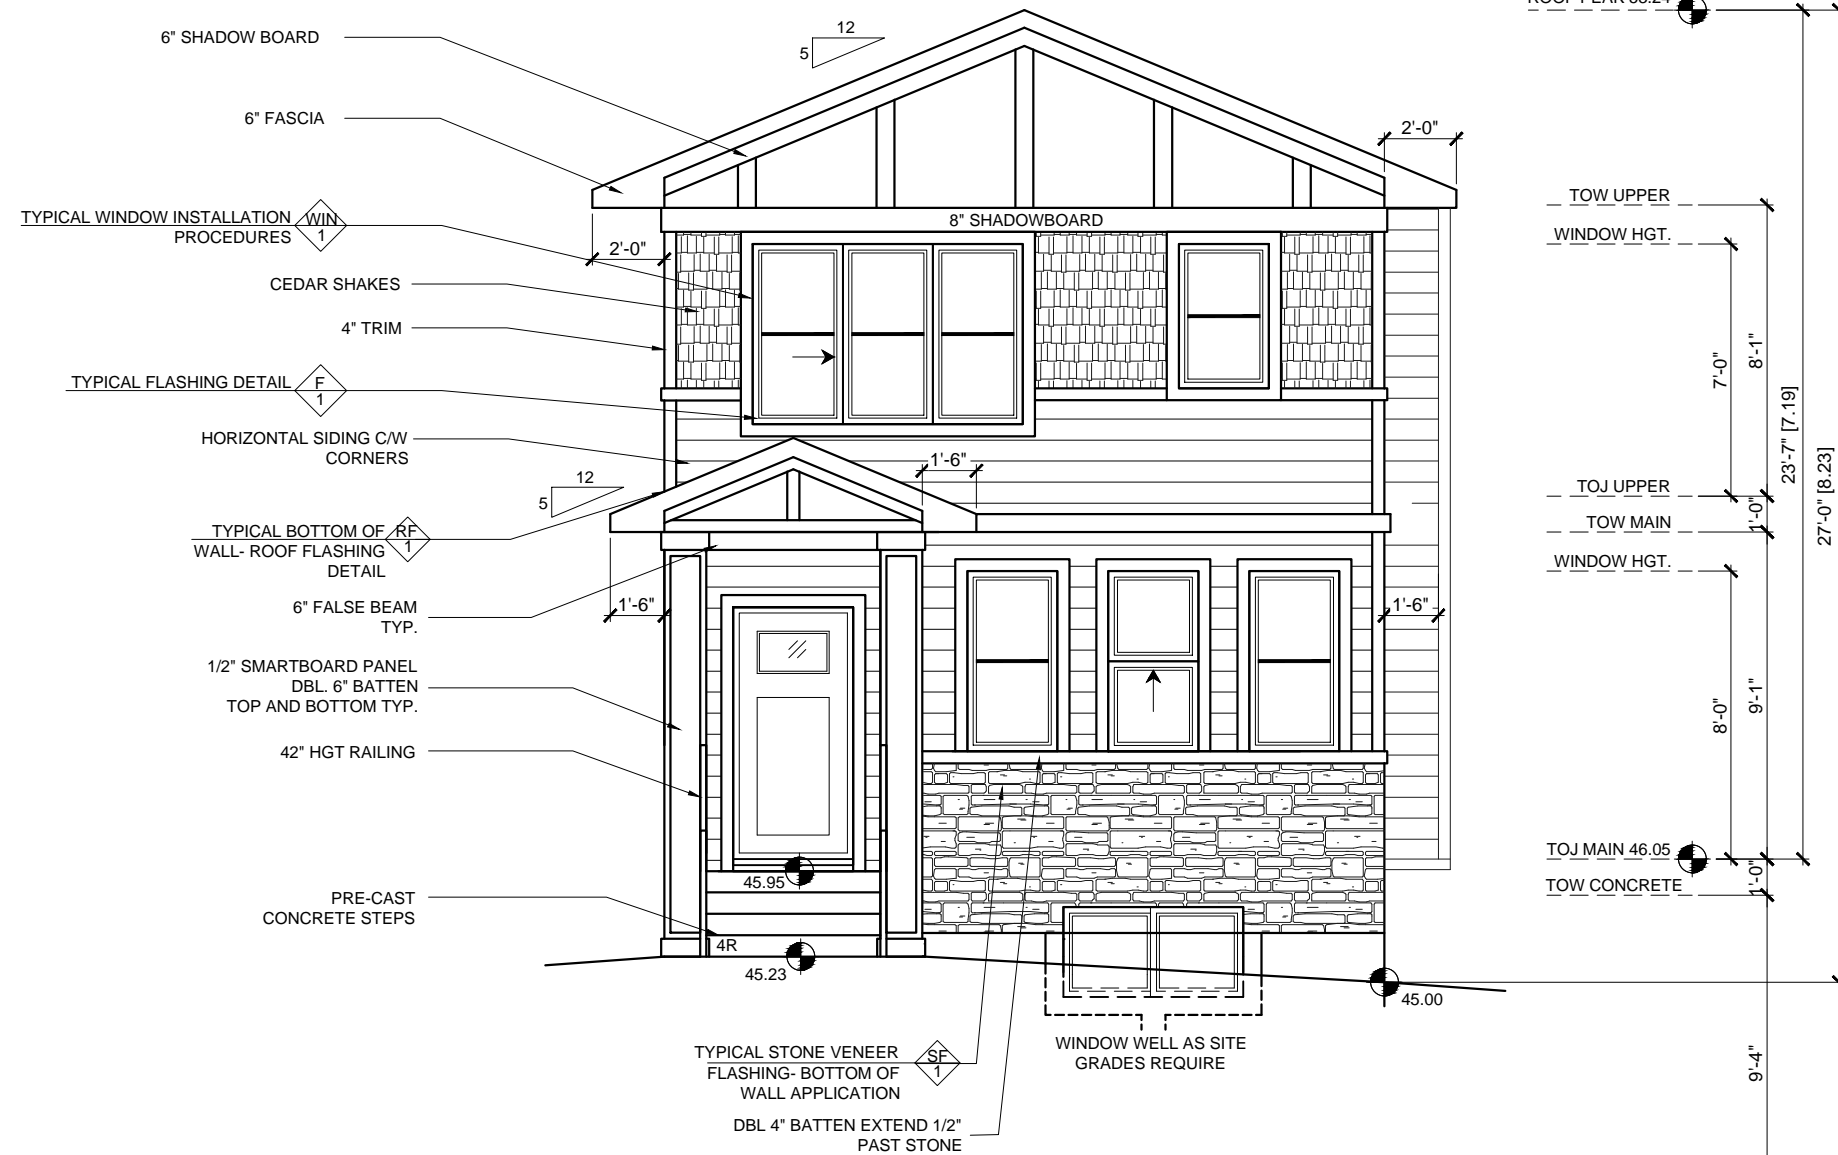 ROOF PEAK 53.24
6" SHADOW BOARD
12
5
6" FASCIA
2'-0"
TYPICAL WINDOW INSTALLATION
PROCEDURES
WIN
1
8" SHADOWBOARD
2'-0"
CEDAR SHAKES
4" TRIM
TYPICAL FLASHING DETAIL
F
1
HORIZONTAL SIDING C/W
CORNERS
1'-6"
12
5
TYPICAL BOTTOM OF
WALL- ROOF FLASHING
DETAIL
RF
1
6" FALSE BEAM
TYP.
1'-6"
1'-6"
1/2" SMARTBOARD PANEL
DBL. 6" BATTEN
TOP AND BOTTOM TYP.
42" HGT RAILING
PRE-CAST
CONCRETE STEPS
45.95
4R
45.23
45.00
TYPICAL STONE VENEER
FLASHING- BOTTOM OF
WALL APPLICATION
SF
1
DBL 4" BATTEN EXTEND 1/2"
PAST STONE
WINDOW WELL AS SITE
GRADES REQUIRE
TOW UPPER
WINDOW HGT.
TOJ UPPER
TOW MAIN
WINDOW HGT.
TOJ MAIN 46.05
TOW CONCRETE
7'-0"
8'-1"
1'-0"
8'-0"
9'-1"
1'-0"
9'-4"
23'-7" [7.19]
27'-0" [8.23]